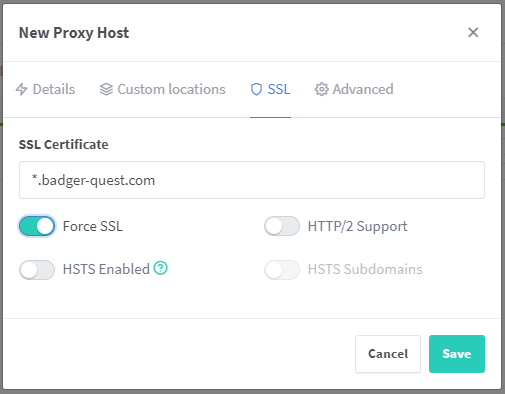 New Proxy Host
Details Custom locations SSL Advanced
SSL Certificate
*.badger-quest.com
Force SSL HTTP/2 Support
HSTS Enabled HSTS Subdomains
Cancel Save